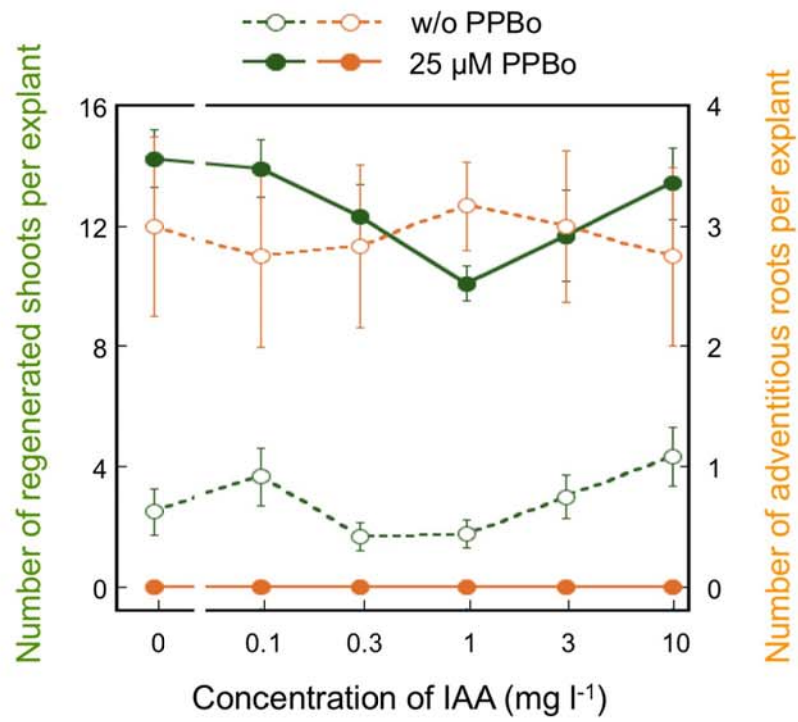 w/o PPBo
25 µM PPBo
Number of regenerated shoots per explant
16
12
8
4
0
4
3
2
1
0
Number of adventitious roots per explant
0 0.1 0.3 1 3 10
Concentration of IAA (mg l⁻¹)